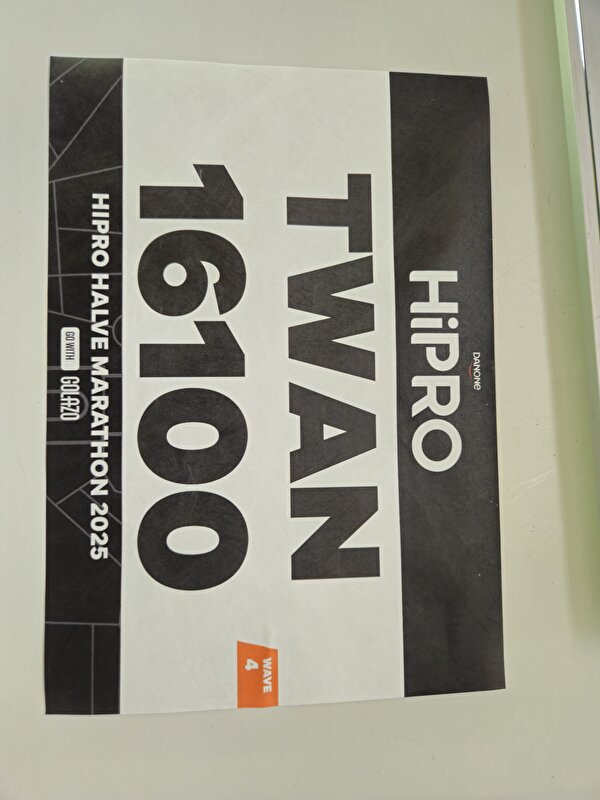 DANONE
HiPRO
TWAN
16100
WAVE
4
HIPRO HALVE MARATHON 2025
GO WITH GOLAZO